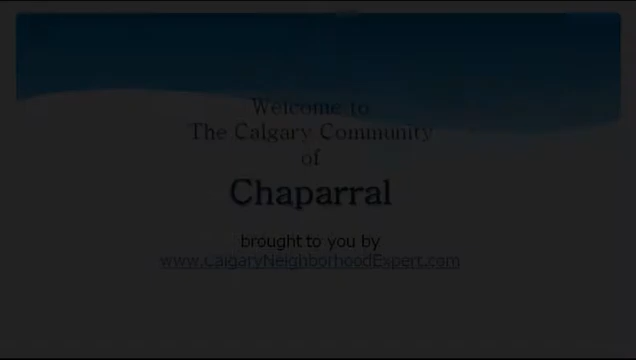 Welcome to
The Calgary Community
of
Chaparral
brought to you by
www.CalgaryNeighborhoodExpert.com